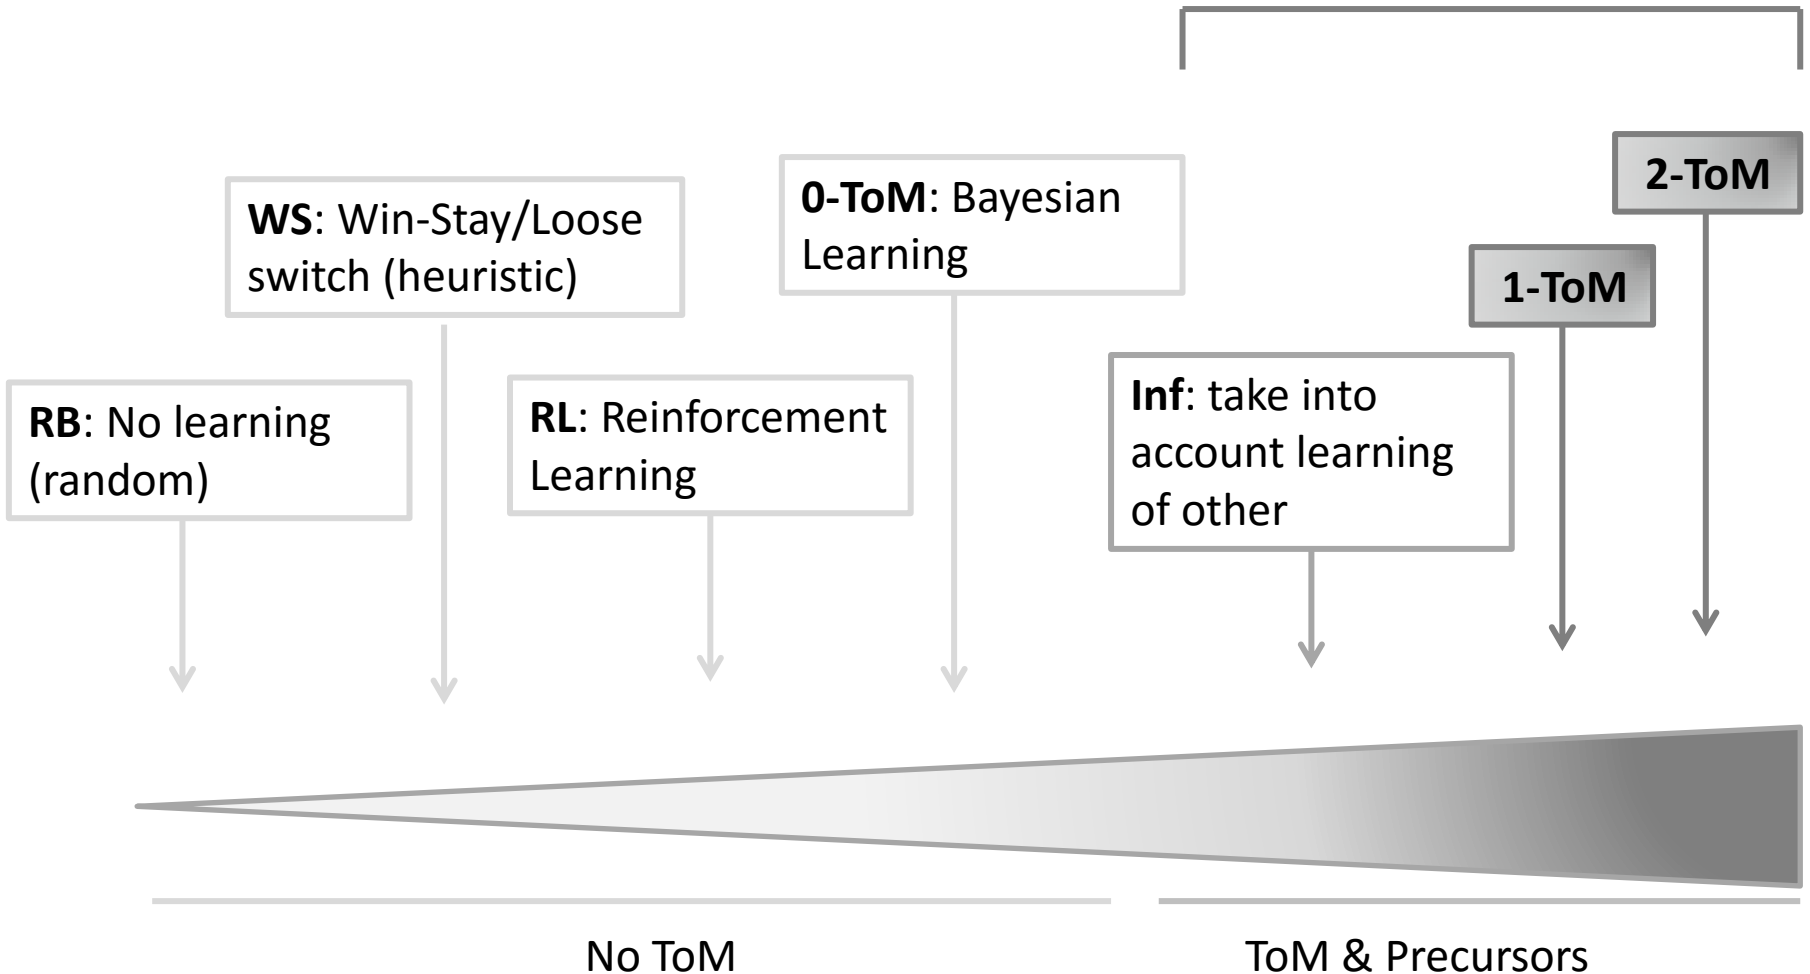 RB: No learning
(random)
WS: Win-Stay/Loose
switch (heuristic)
RL: Reinforcement
Learning
0-ToM: Bayesian
Learning
Inf: take into
account learning
of other
1-ToM
2-ToM
No ToM
ToM & Precursors